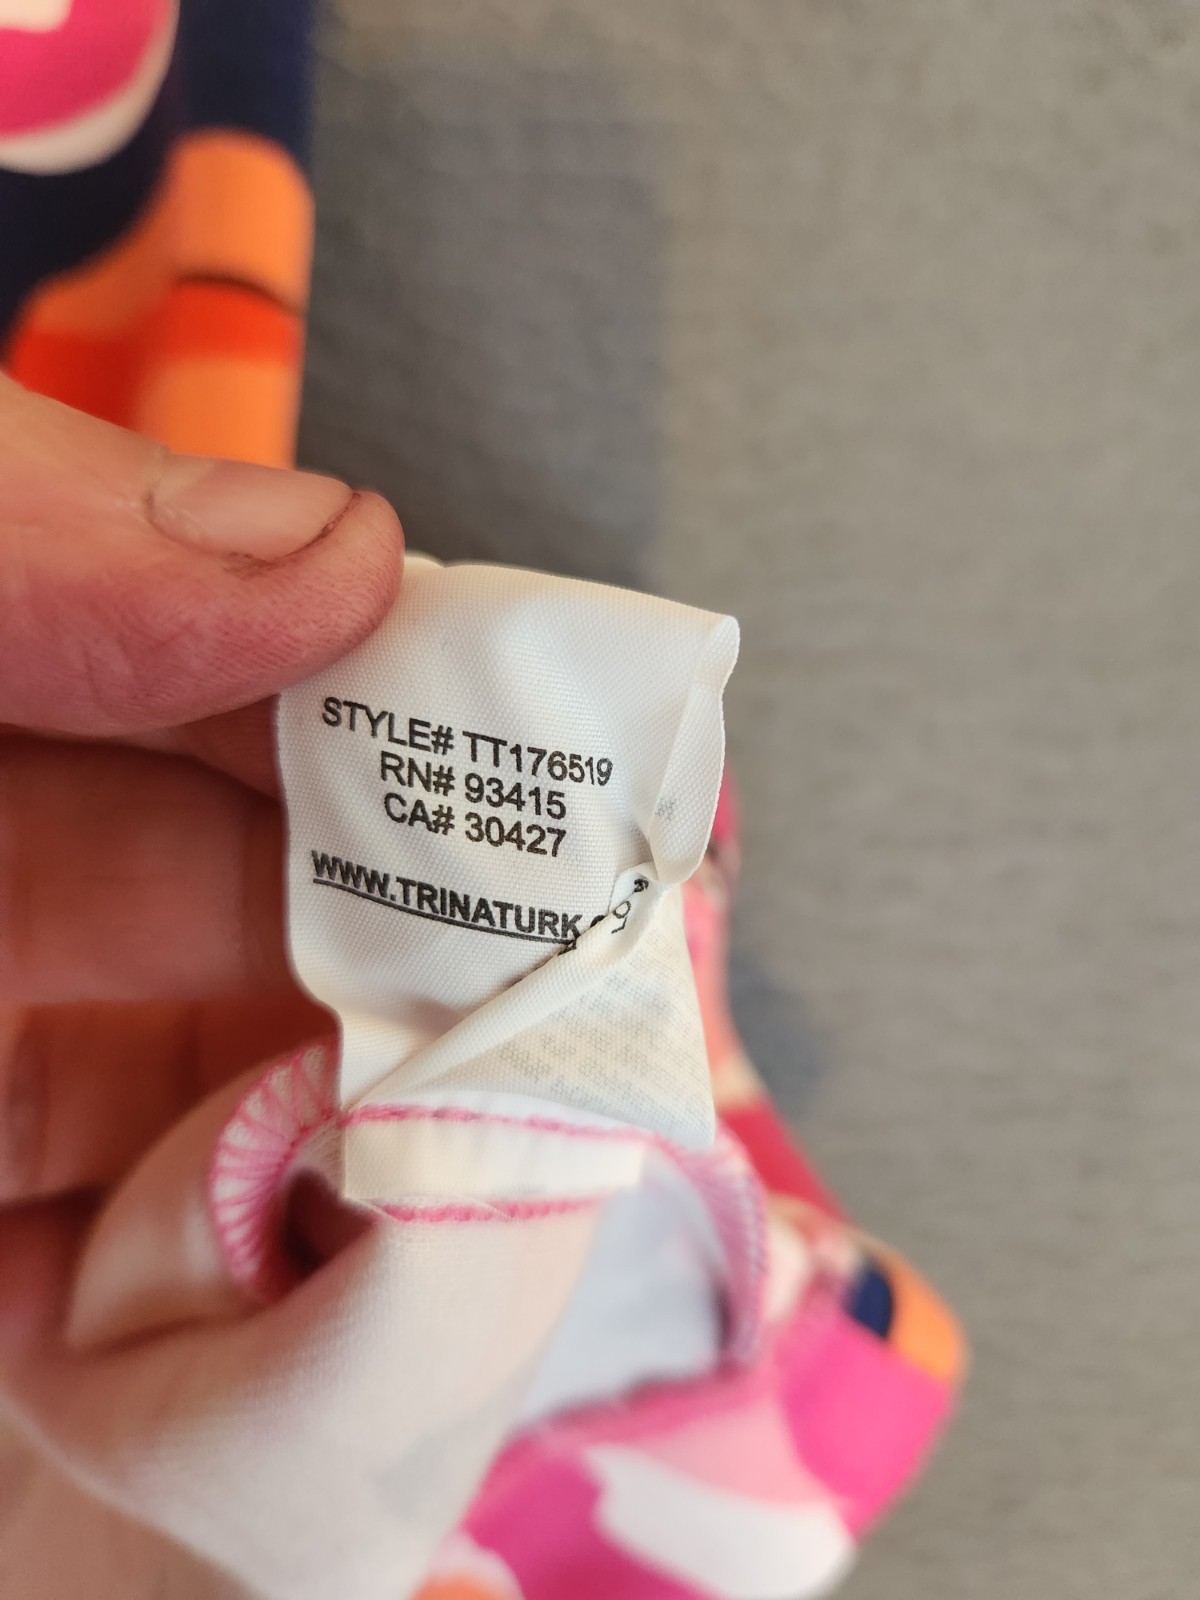 STYLE# TT176519
RN# 93415
CA# 30427
WWW.TRINATURK